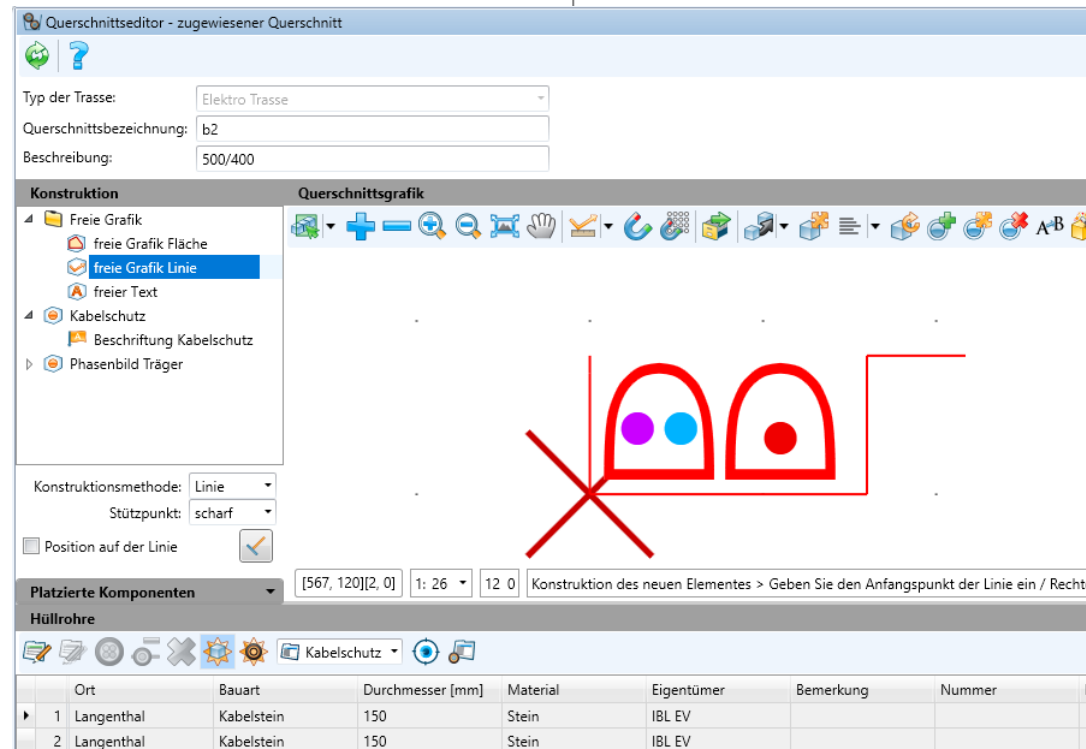 Querschnittseditor - zugewiesener Querschnitt
Typ der Trasse: Elektro Trasse
Querschnittsbezeichnung: b2
Beschreibung: 500/400
Konstruktion
Querschnittsgrafik
Freie Grafik
freie Grafik Fläche
freie Grafik Linie
freier Text
Kabelschutz
Beschriftung Kabelschutz
Phasenbild Träger
A B
Konstruktionsmethode: Linie
Stützpunkt: scharf
Position auf der Linie
[567, 120][2, 0] 1: 26 12 0 Konstruktion des neuen Elementes > Geben Sie den Anfangspunkt der Linie ein / Recht
Platzierte Komponenten
Hüllrohre
Kabelschutz
Ort Bauart Durchmesser [mm] Material Eigentümer Bemerkung Nummer
1 Langenthal Kabelstein 150 Stein IBL EV
2 Langenthal Kabelstein 150 Stein IBL EV